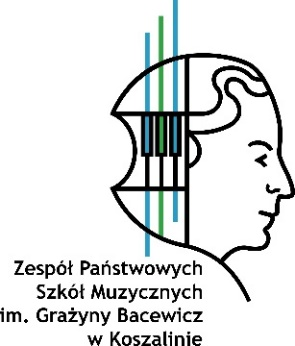 Zespół Państwowych
Szkół Muzycznych
im. Grażyny Bacewicz
w Koszalinie